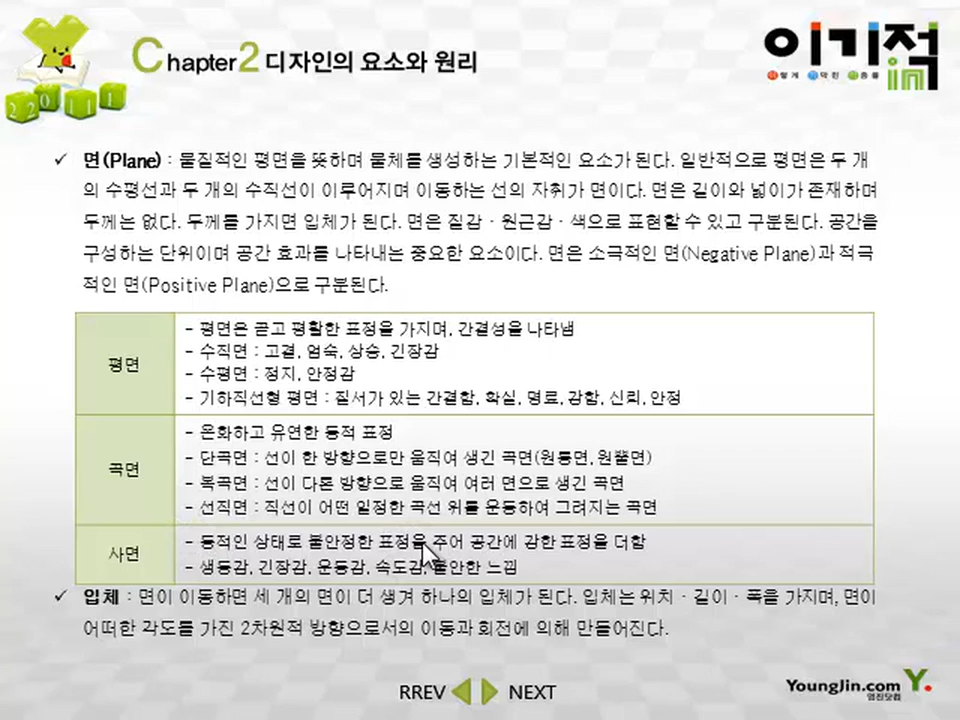 Chapter2 디자인의 요소와 원리
이기적in
이렇게 기막힌 적중률
22011
✓ 면(Plane) : 물질적인 평면을 뜻하며 물체를 생성하는 기본적인 요소가 된다. 일반적으로 평면은 두 개
의 수평선과 두 개의 수직선이 이루어지며 이동하는 선의 자취가 면이다. 면은 길이와 넓이가 존재하며
두께는 없다. 두께를 가지면 입체가 된다. 면은 질감 · 원근감 · 색으로 표현할 수 있고 구분된다. 공간을
구성하는 단위이며 공간 효과를 나타내는 중요한 요소이다. 면은 소극적인 면(Negative Plane)과 적극
적인 면(Positive Plane)으로 구분된다.
평면
- 평면은 곧고 평활한 표정을 가지며, 간결성을 나타냄
- 수직면 : 고결, 엄숙, 상승, 긴장감
- 수평면 : 정지, 안정감
- 기하직선형 평면 : 질서가 있는 간결함, 확실, 명료, 강함, 신뢰, 안정
곡면
- 온화하고 유연한 동적 표정
- 단곡면 : 선이 한 방향으로만 움직여 생긴 곡면(원통면, 원뿔면)
- 복곡면 : 선이 다른 방향으로 움직여 여러 면으로 생긴 곡면
- 선직면 : 직선이 어떤 일정한 곡선 위를 운동하여 그려지는 곡면
사면
- 동적인 상태로 불안정한 표정을 주어 공간에 강한 표정을 더함
- 생동감, 긴장감, 운동감, 속도감, 불안한 느낌
✓ 입체 : 면이 이동하면 세 개의 면이 더 생겨 하나의 입체가 된다. 입체는 위치 · 길이 · 폭을 가지며, 면이
어떠한 각도를 가진 2차원적 방향으로서의 이동과 회전에 의해 만들어진다.
RREV NEXT
YoungJin.com Y.
영진닷컴